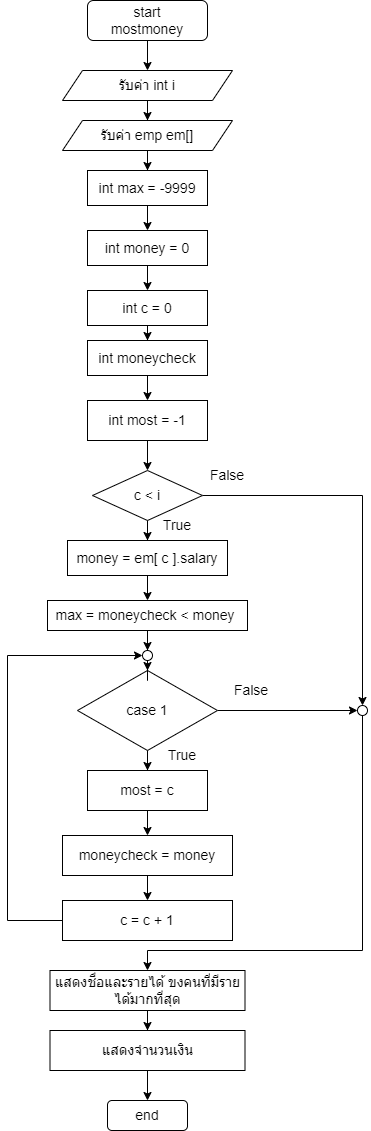 start
mostmoney
รับค่า int i
รับค่า emp em[]
int max = -9999
int money = 0
int c = 0
int moneycheck
int most = -1
c < i
False
True
money = em[ c ].salary
max = moneycheck < money
case 1
False
True
most = c
moneycheck = money
c = c + 1
แสดงชื่อและรายได้ ของคนที่มีราย
ได้มากที่สุด
แสดงจำนวนเงิน
end